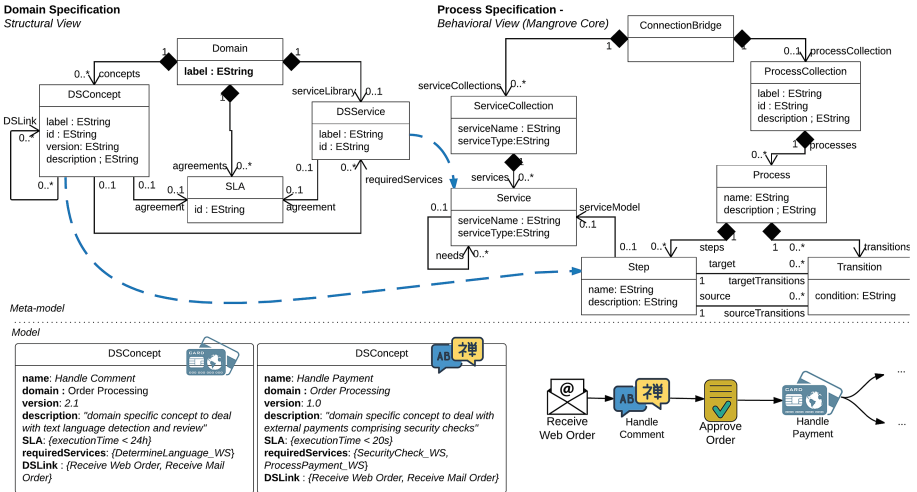 Domain Specification
Structural View
Process Specification -
Behavioral View (Mangrove Core)
Domain
label : EString
1
1
1
0..*
concepts
DSConcept
label : EString
id : EString
version: EString
description ; EString
DSLink
0..*
0..*
0..1
0..1
0..1
agreement
agreements
0..*
SLA
id : EString
0..1
agreement
0..1
serviceLibrary
0..1
DSService
label : EString
id : EString
0..*
requiredServices
ConnectionBridge
1
1
serviceCollections
0..*
0..1
processCollection
ServiceCollection
serviceName : EString
serviceType:EString
1
services
0..*
Service
serviceName : EString
serviceType:EString
0..1
needs
0..*
serviceModel
0..1
0..1
ProcessCollection
label : EString
id : EString
description ; EString
1
processes
0..*
Process
name: EString
description ; EString
1
1
0..*
steps
0..*
transitions
Step
name: EString
description: EString
target
0..*
1
targetTransitions
source
0..*
1
sourceTransitions
Transition
condition: EString
Meta-model
Model
DSConcept
CARD
name: Handle Comment
domain : Order Processing
version: 2.1
description: "domain specific concept to deal
with text language detection and review"
SLA: {executionTime < 24h}
requiredServices: {DetermineLanguage_WS}
DSLink : {Receive Web Order, Receive Mail
Order}
DSConcept
AB
禅
name: Handle Payment
domain : Order Processing
version: 1.0
description: "domain specific concept to deal with
external payments comprising security checks"
SLA: {executionTime < 20s}
requiredServices: {SecurityCheck_WS,
ProcessPayment_WS}
DSLink : {Receive Web Order, Receive Mail Order}
@
Receive
Web Order
AB
禅
Handle
Comment
Approve
Order
CARD
Handle
Payment
...
...